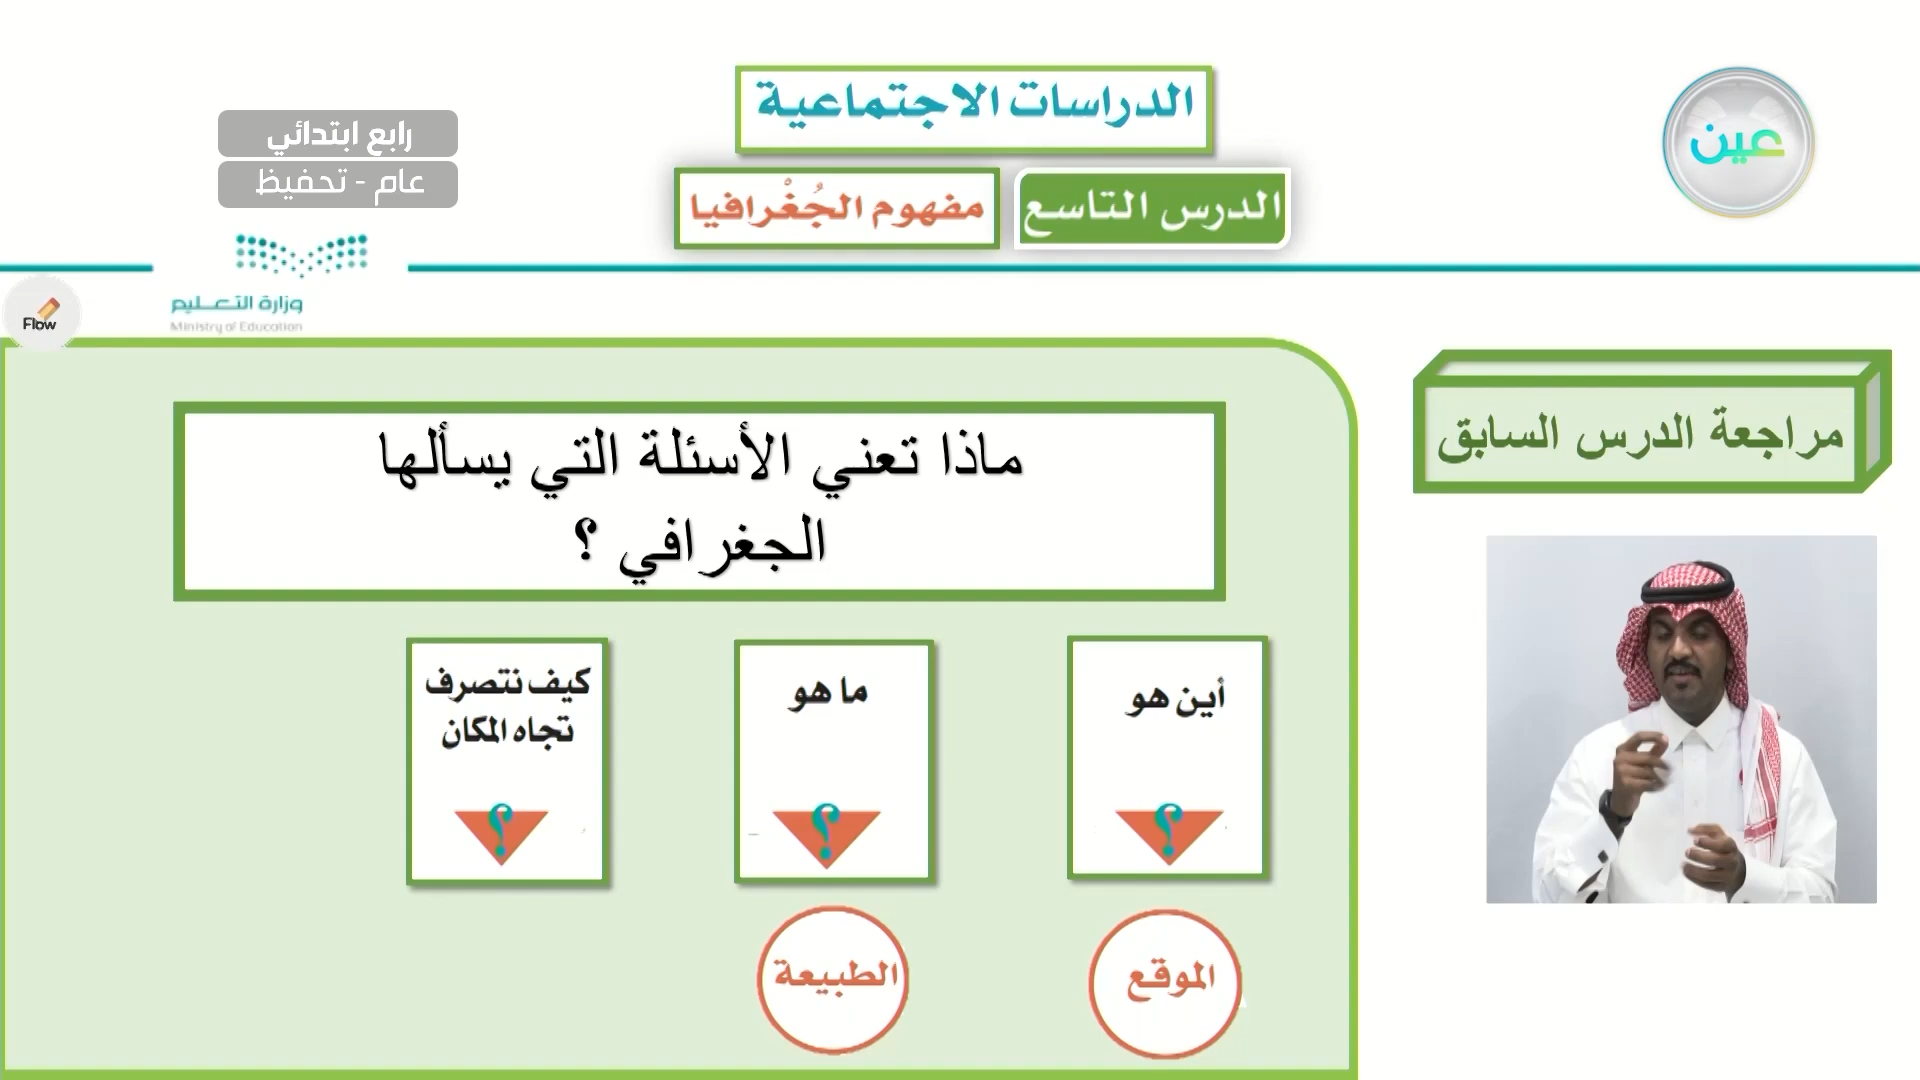 الدراسات الاجتماعية
عين
رابع ابتدائي
عام - تحفيظ
الدرس التاسع
مفهوم الجُغْرافيا
وزارة التعليم
Ministry of Education
Flow
مراجعة الدرس السابق
ماذا تعني الأسئلة التي يسألها
الجغرافي ؟
أين هو
؟
ما هو
؟
كيف نتصرف
تجاه المكان
؟
الموقع
الطبيعة